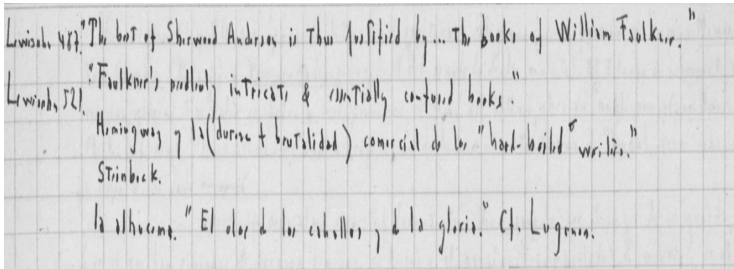 Lewisohn 487. "The best of Sherwood Anderson is thus justified by... the books of William Faulkner."
Lewisohn 521. "Faulkner's needlessly intricate & essentially confused books."
Hemingway y la (dureza + brutalidad) comercial de los "hard-boiled writers."
Steinbeck.
la alhucema. "El olor de los caballos y de la gloria." Cf. Lugones.